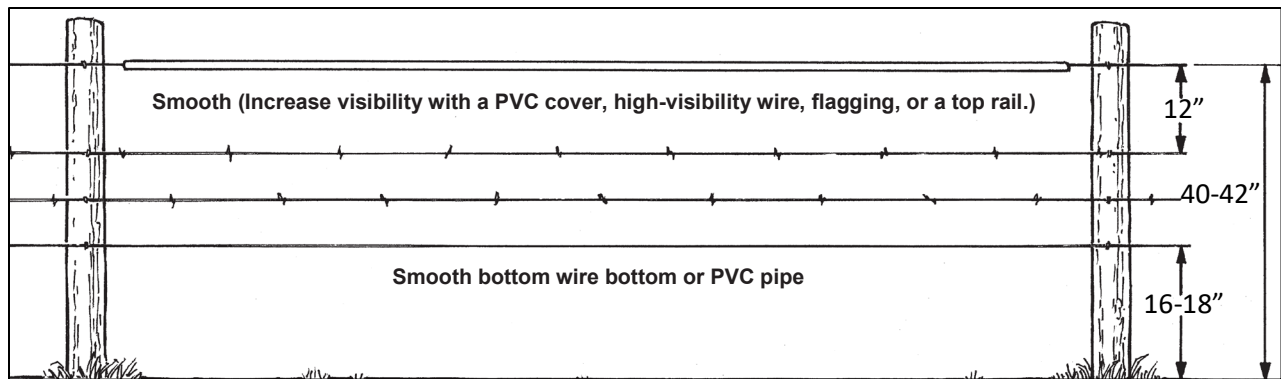 Smooth (Increase visibility with a PVC cover, high-visibility wire, flagging, or a top rail.)
12”
40-42”
Smooth bottom wire bottom or PVC pipe
16-18”